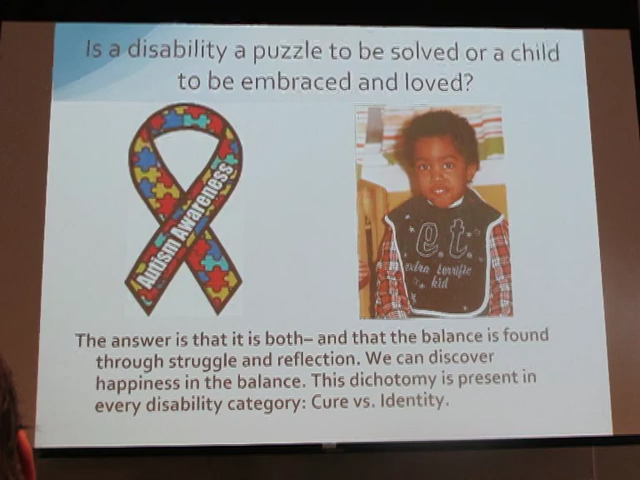 Is a disability a puzzle to be solved or a child
to be embraced and loved?
Autism Awareness
e.t.
extra terrific
kid
The answer is that it is both– and that the balance is found
through struggle and reflection. We can discover
happiness in the balance. This dichotomy is present in
every disability category: Cure vs. Identity.